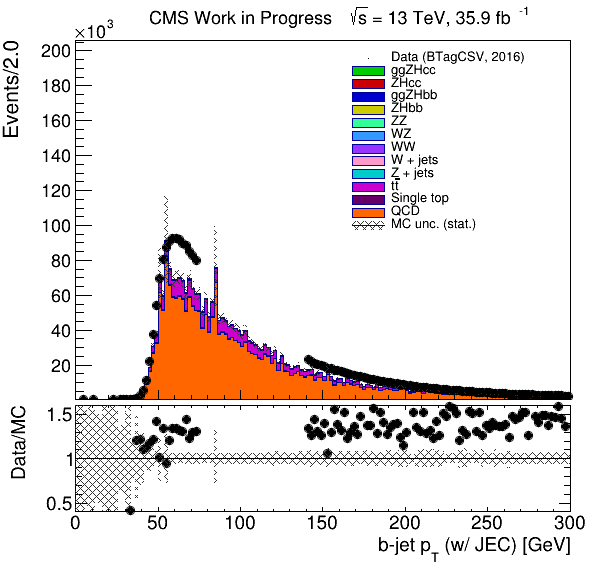 CMS Work in Progress √s = 13 TeV, 35.9 fb⁻¹
×10³
Events/2.0
200
180
160
140
120
100
80
60
40
20
Data (BTagCSV, 2016)
ggZHcc
ZHcc
ggZHbb
ZHbb
ZZ
WZ
WW
W + jets
Z + jets
tt̅
Single top
QCD
MC unc. (stat.)
Data/MC
1.5
1
0.5
0 50 100 150 200 250 300
b-jet p_T (w/ JEC) [GeV]